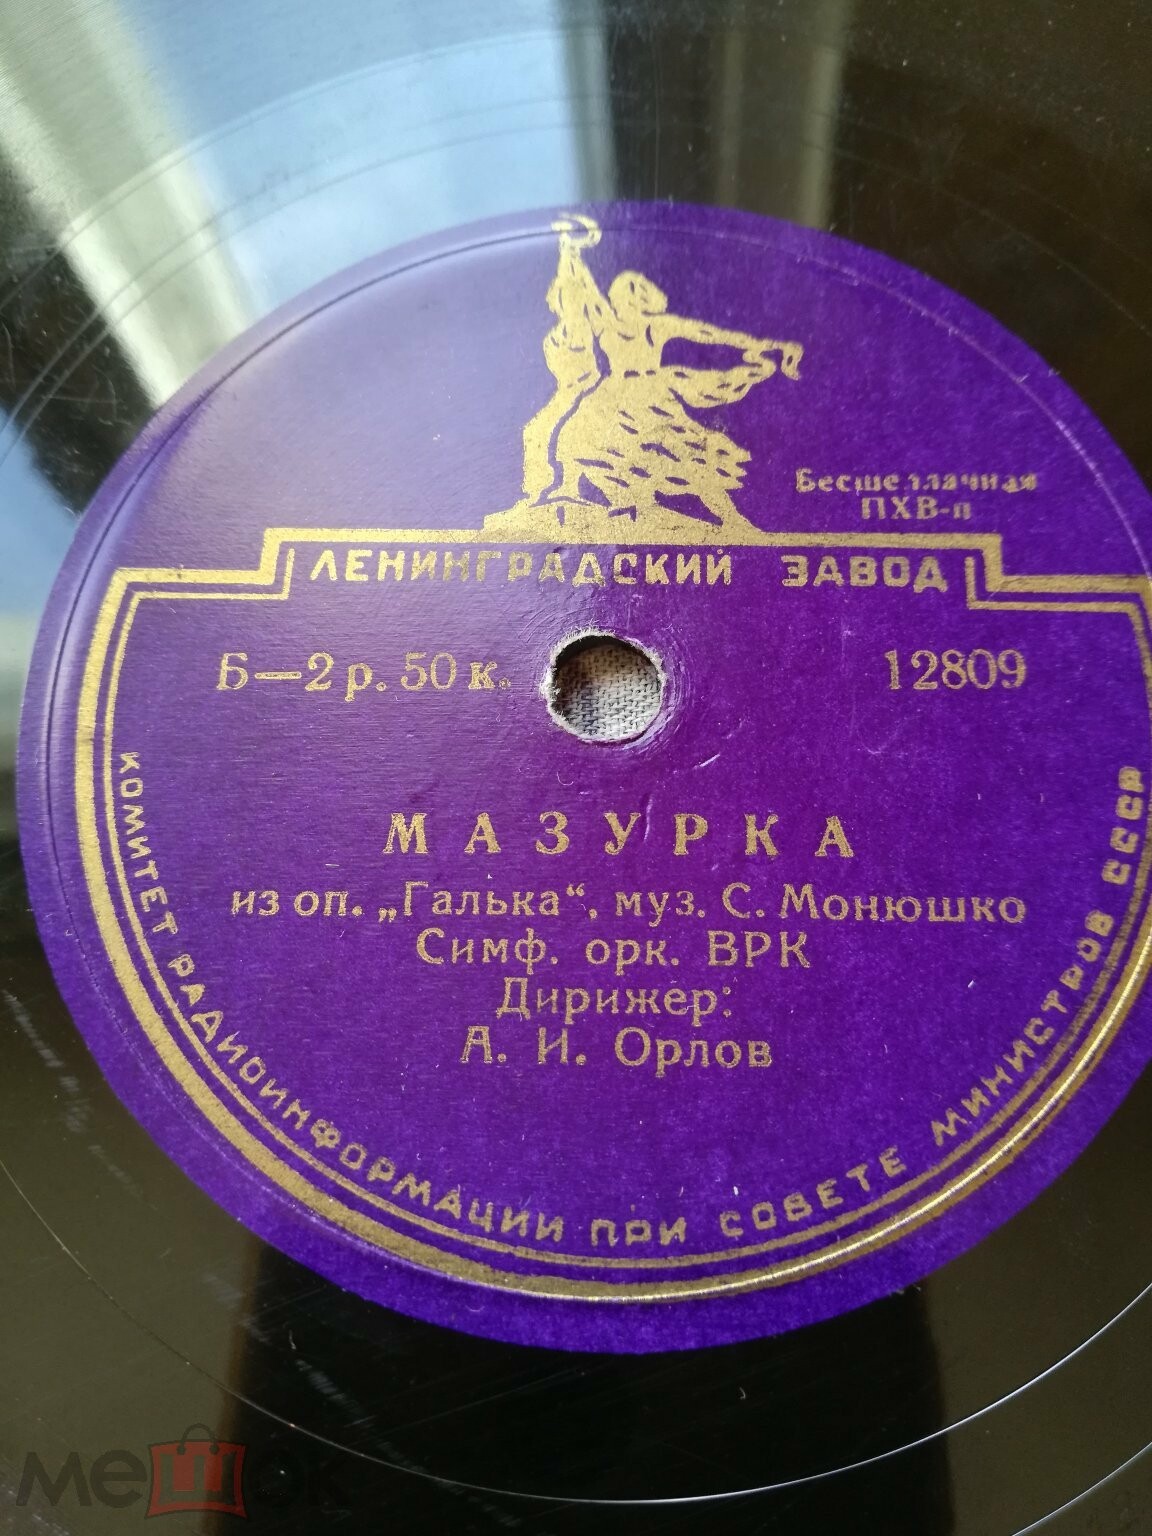 Бесшеллачная
ПХВ-п
ЛЕНИНГРАДСКИЙ ЗАВОД
Б—2 р. 50 к.
12809
МАЗУРКА
из оп. „Галька“, муз. С. Монюшко
Симф. орк. ВРК
Дирижер:
А. И. Орлов
КОМИТЕТ РАДИОИНФОРМАЦИИ ПРИ СОВЕТЕ МИНИСТРОВ СССР
мешок